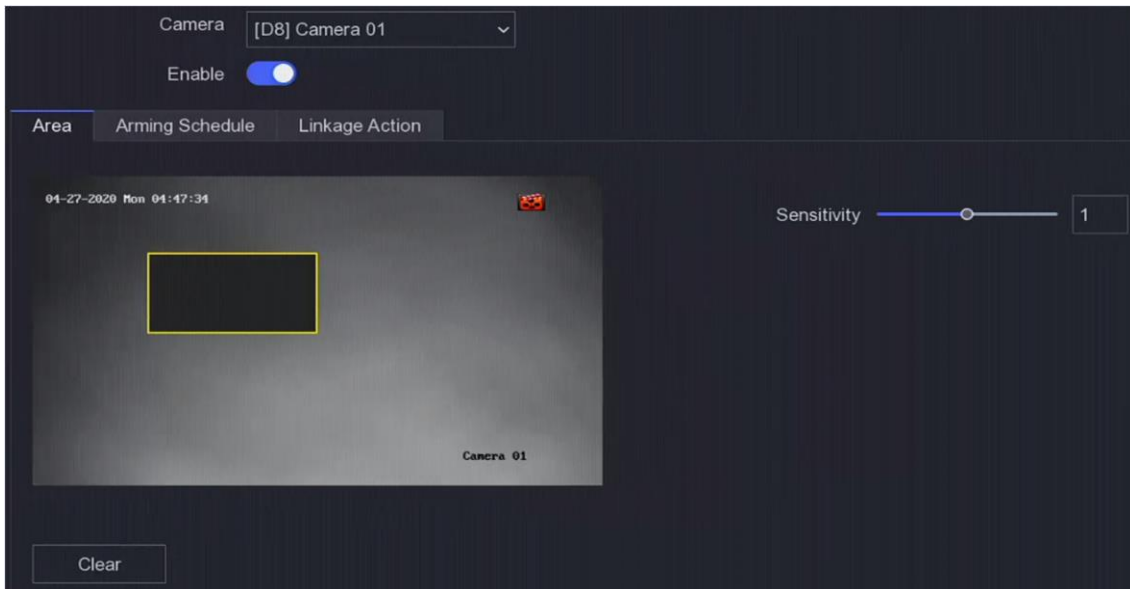 Camera [D8] Camera 01
Enable
Area Arming Schedule Linkage Action
04-27-2020 Mon 04:47:34
Sensitivity 1
Camera 01
Clear